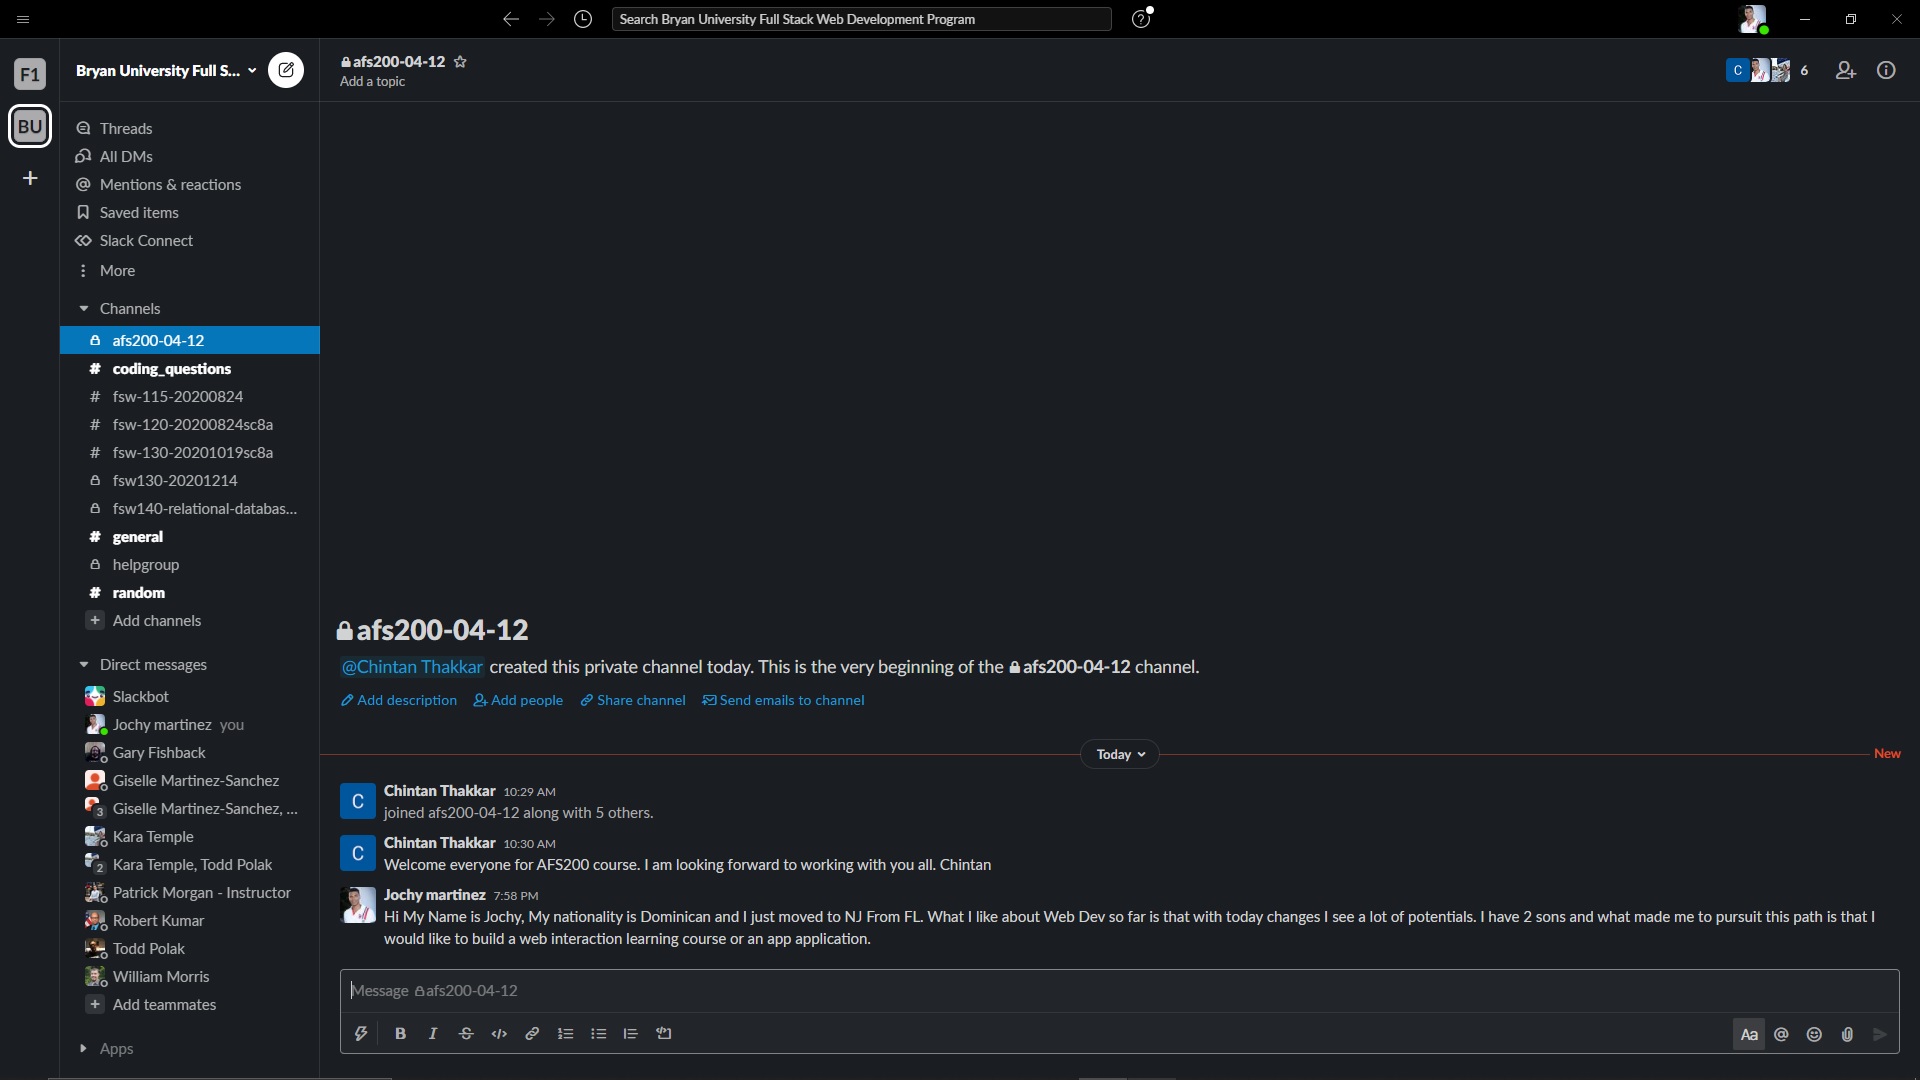 Search Bryan University Full Stack Web Development Program
F1
BU
Bryan University Full S...
Threads
All DMs
Mentions & reactions
Saved items
Slack Connect
More
Channels
afs200-04-12
# coding_questions
# fsw-115-20200824
# fsw-120-20200824sc8a
# fsw-130-20201019sc8a
fsw130-20201214
fsw140-relational-databas...
# general
helpgroup
# random
+ Add channels
Direct messages
Slackbot
Jochy martinez you
Gary Fishback
Giselle Martinez-Sanchez
3 Giselle Martinez-Sanchez, ...
Kara Temple
2 Kara Temple, Todd Polak
Patrick Morgan - Instructor
Robert Kumar
Todd Polak
William Morris
+ Add teammates
Apps
afs200-04-12
Add a topic
C 6
afs200-04-12
@Chintan Thakkar created this private channel today. This is the very beginning of the afs200-04-12 channel.
Add description Add people Share channel Send emails to channel
Today New
C Chintan Thakkar 10:29 AM
joined afs200-04-12 along with 5 others.
C Chintan Thakkar 10:30 AM
Welcome everyone for AFS200 course. I am looking forward to working with you all. Chintan
Jochy martinez 7:58 PM
Hi My Name is Jochy, My nationality is Dominican and I just moved to NJ From FL. What I like about Web Dev so far is that with today changes I see a lot of potentials. I have 2 sons and what made me to pursuit this path is that I
would like to build a web interaction learning course or an app application.
Message afs200-04-12
B I S Aa @